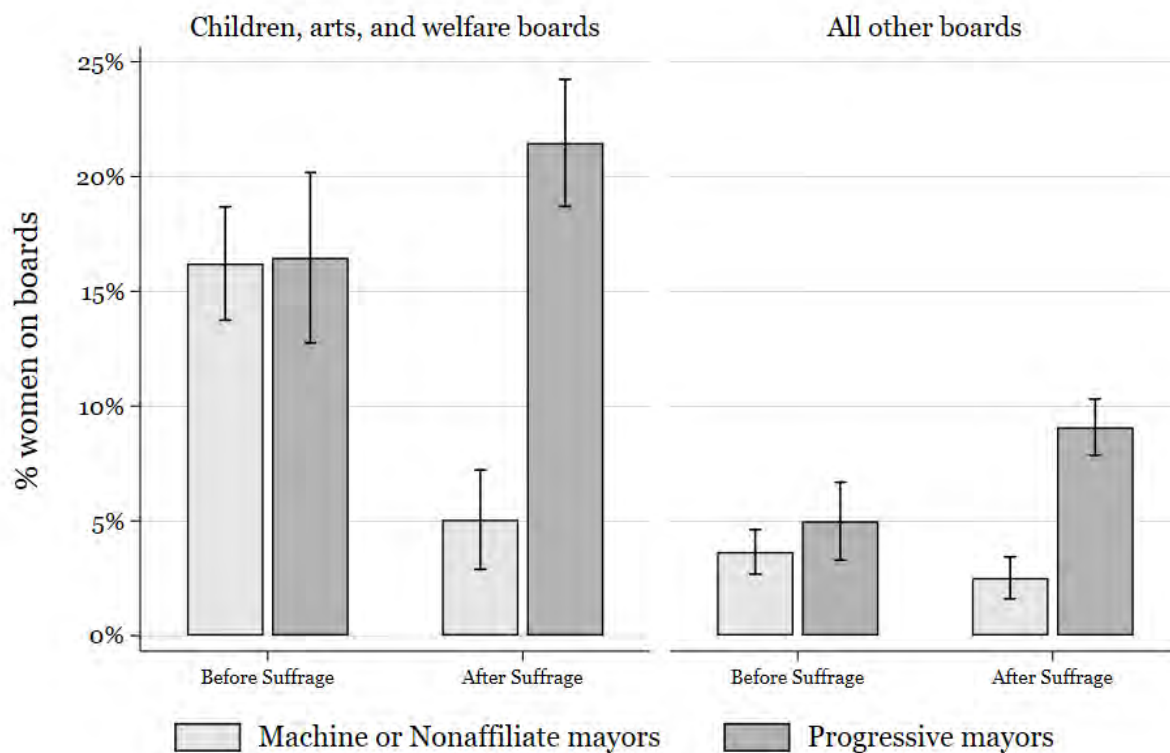 Children, arts, and welfare boards
All other boards
% women on boards
25%
20%
15%
10%
5%
0%
Before Suffrage
After Suffrage
Before Suffrage
After Suffrage
Machine or Nonaffiliate mayors
Progressive mayors